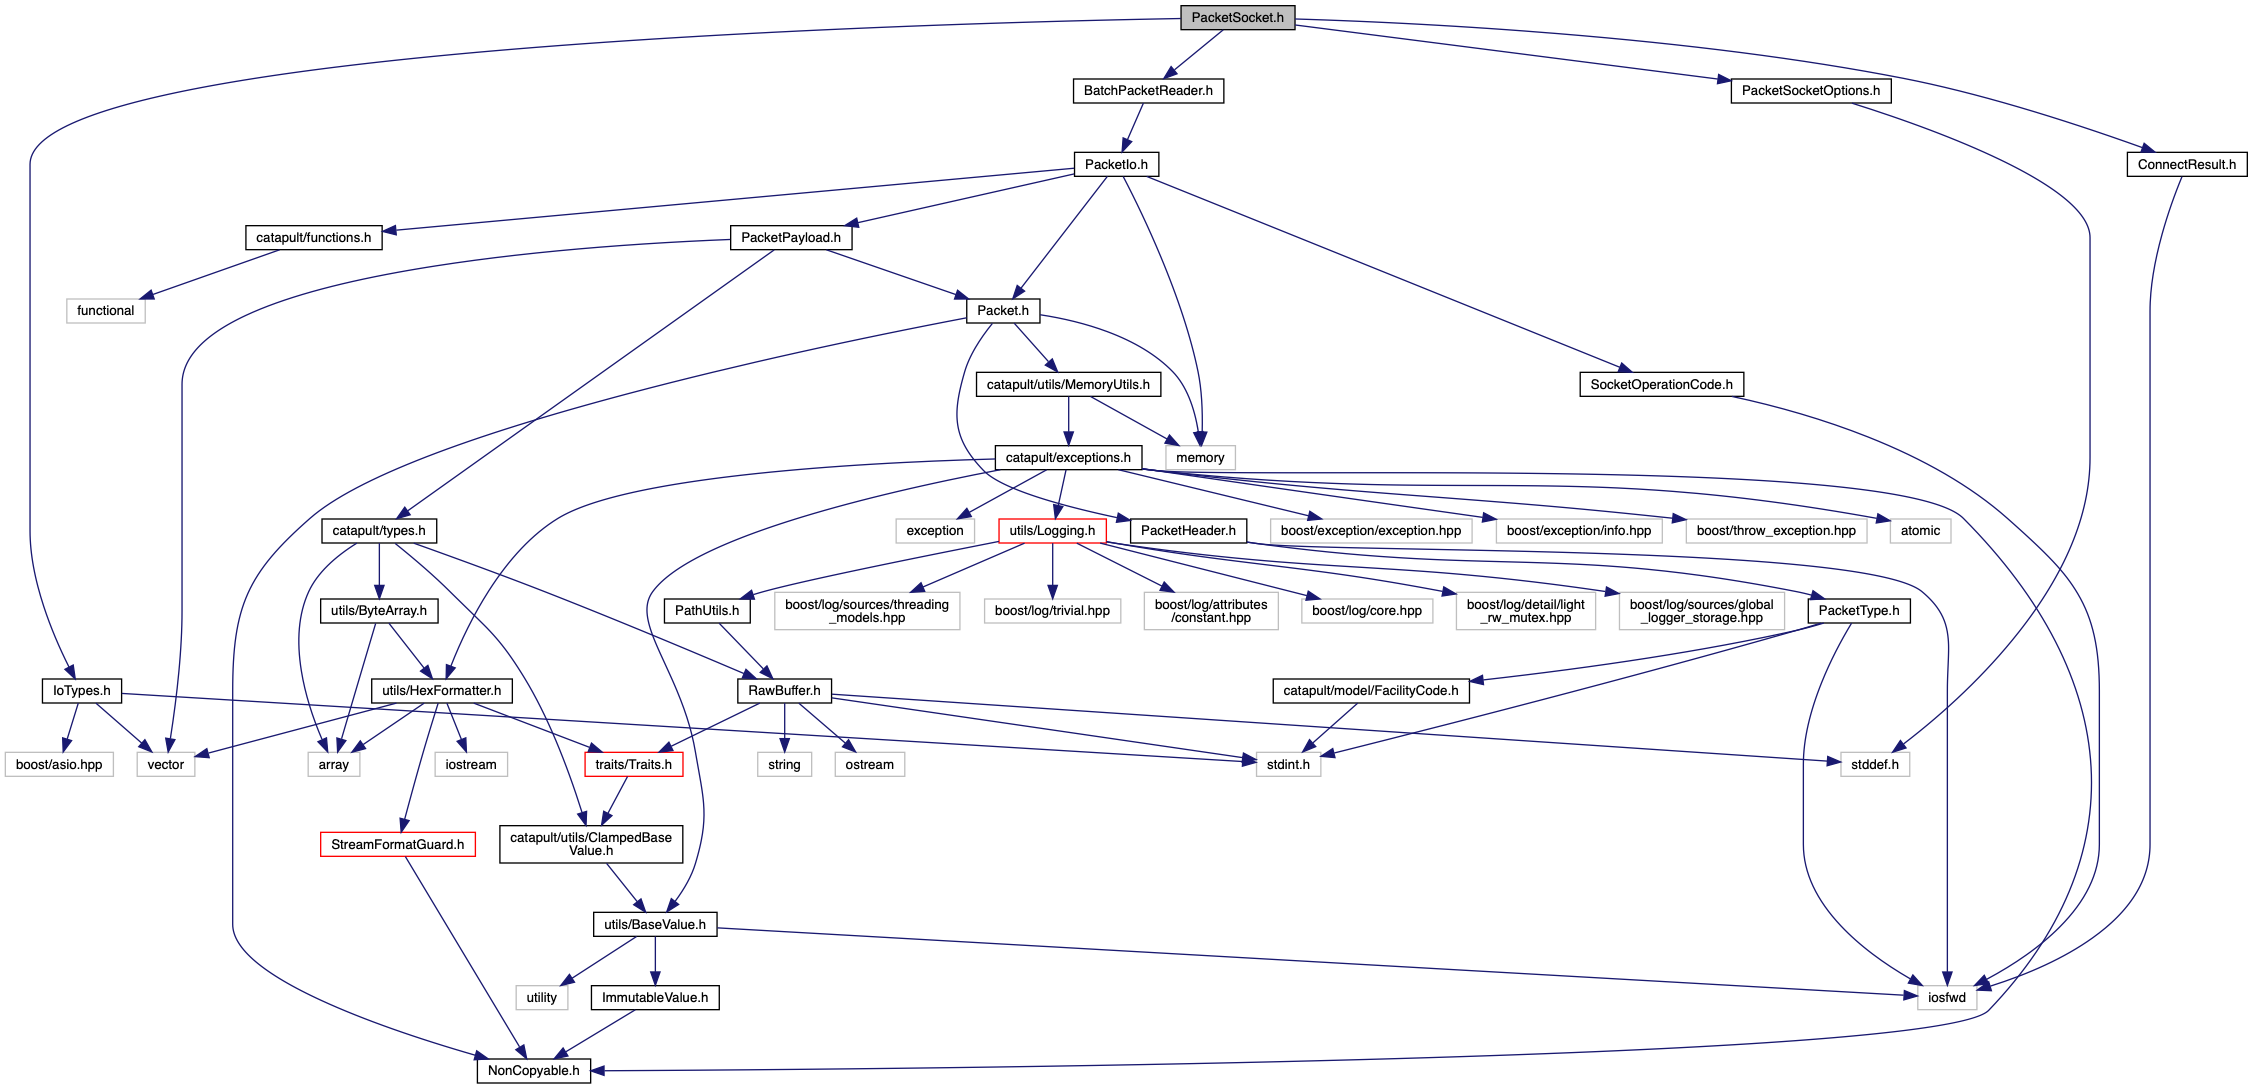 PacketSocket.h
BatchPacketReader.h
PacketSocketOptions.h
PacketIo.h
ConnectResult.h
catapult/functions.h
PacketPayload.h
functional
Packet.h
catapult/utils/MemoryUtils.h
SocketOperationCode.h
catapult/exceptions.h
memory
catapult/types.h
exception
utils/Logging.h
PacketHeader.h
boost/exception/exception.hpp
boost/exception/info.hpp
boost/throw_exception.hpp
atomic
utils/ByteArray.h
PathUtils.h
boost/log/sources/threading
_models.hpp
boost/log/trivial.hpp
boost/log/attributes
/constant.hpp
boost/log/core.hpp
boost/log/detail/light
_rw_mutex.hpp
boost/log/sources/global
_logger_storage.hpp
PacketType.h
IoTypes.h
utils/HexFormatter.h
RawBuffer.h
catapult/model/FacilityCode.h
boost/asio.hpp
vector
array
iostream
traits/Traits.h
string
ostream
stdint.h
stddef.h
StreamFormatGuard.h
catapult/utils/ClampedBase
Value.h
utils/BaseValue.h
utility
ImmutableValue.h
iosfwd
NonCopyable.h